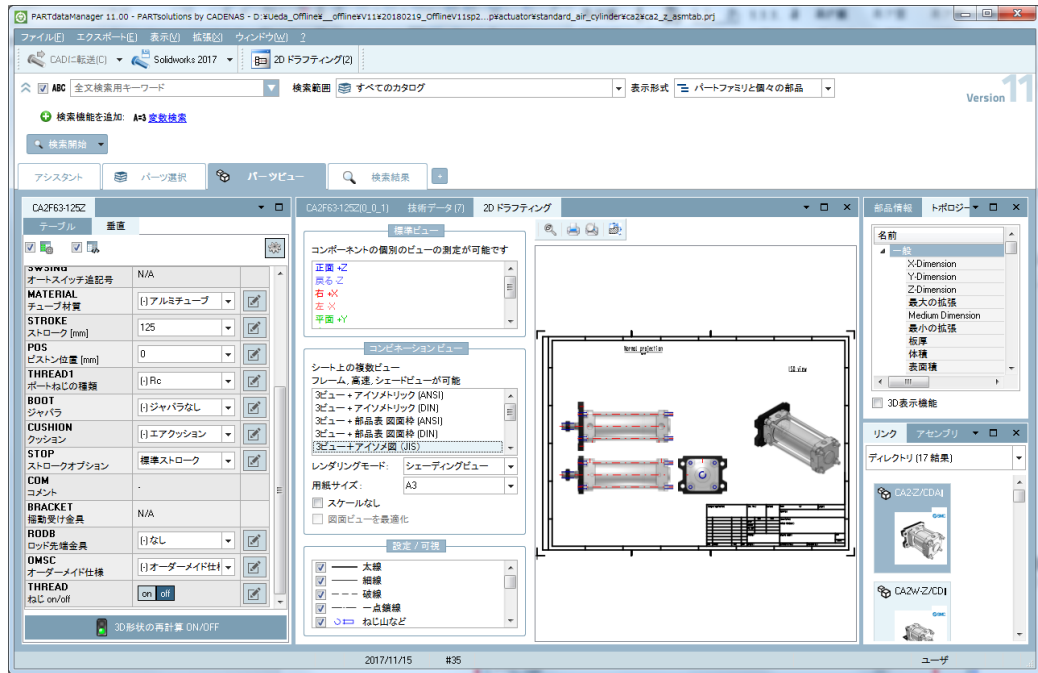 PARTdataManager 11.00 - PARTsolutions by CADENAS - D:¥Ueda_Offline¥__offline¥V11¥20180219_OfflineV11sp2...p¥actuator¥standard_air_cylinder¥ca2¥ca2_z_asmtab.prj
ファイル(F) エクスポート(E) 表示(V) 拡張(X) ウィンドウ(W) ?
CADに転送(C) Solidworks 2017 2D ドラフティング(2)
ABC 全文検索用キーワード 検索範囲 すべてのカタログ 表示形式 パートファミリと個々の部品
Version 11
検索機能を追加: A=3 変数検索
検索開始
アシスタント パーツ選択 パーツビュー 検索結果
CA2F63-125Z
テーブル 垂直
SWSING
オートスイッチ追記号 N/A
MATERIAL
チューブ材質 [-] アルミチューブ
STROKE
ストローク [mm] 125
POS
ピストン位置 [mm] 0
THREAD1
ポートねじの種類 [-] Rc
BOOT
ジャバラ [-] ジャバラなし
CUSHION
クッション [-] エアクッション
STOP
ストロークオプション 標準ストローク
COM
コメント -
BRACKET
揺動受け金具 N/A
RODB
ロッド先端金具 [-] なし
OMSC
オーダーメイド仕様 [-] オーダーメイド仕
THREAD
ねじ on/off on off
3D形状の再計算 ON/OFF
CA2F63-125Z(0_0_1) 技術データ (7) 2D ドラフティング
標準ビュー
コンポーネントの個別のビューの測定が可能です
正面 +Z
戻る -Z
右 +X
左 -X
平面 +Y
コンビネーションビュー
シート上の複数ビュー
フレーム, 高速, シェードビューが可能
3ビュー + アイソメトリック (ANSI)
3ビュー + アイソメトリック (DIN)
3ビュー + 部品表 図面枠 (ANSI)
3ビュー + 部品表 図面枠 (DIN)
3ビュー＋アイソメ図 (JIS)
レンダリングモード: シェーディングビュー
用紙サイズ: A3
スケールなし
図面ビューを最適化
設定 / 可視
太線
細線
破線
一点鎖線
ねじ山など
Normal projection
ISO view
部品情報 トポロジー
名前
一般
X-Dimension
Y-Dimension
Z-Dimension
最大の拡張
Medium Dimension
最小の拡張
板厚
体積
表面積
3D表示機能
リンク アセンブリ
ディレクトリ (17 結果)
CA2-Z/CDA
SMC
CA2W-Z/CD
SMC
2017/11/15 #35 ユーザ